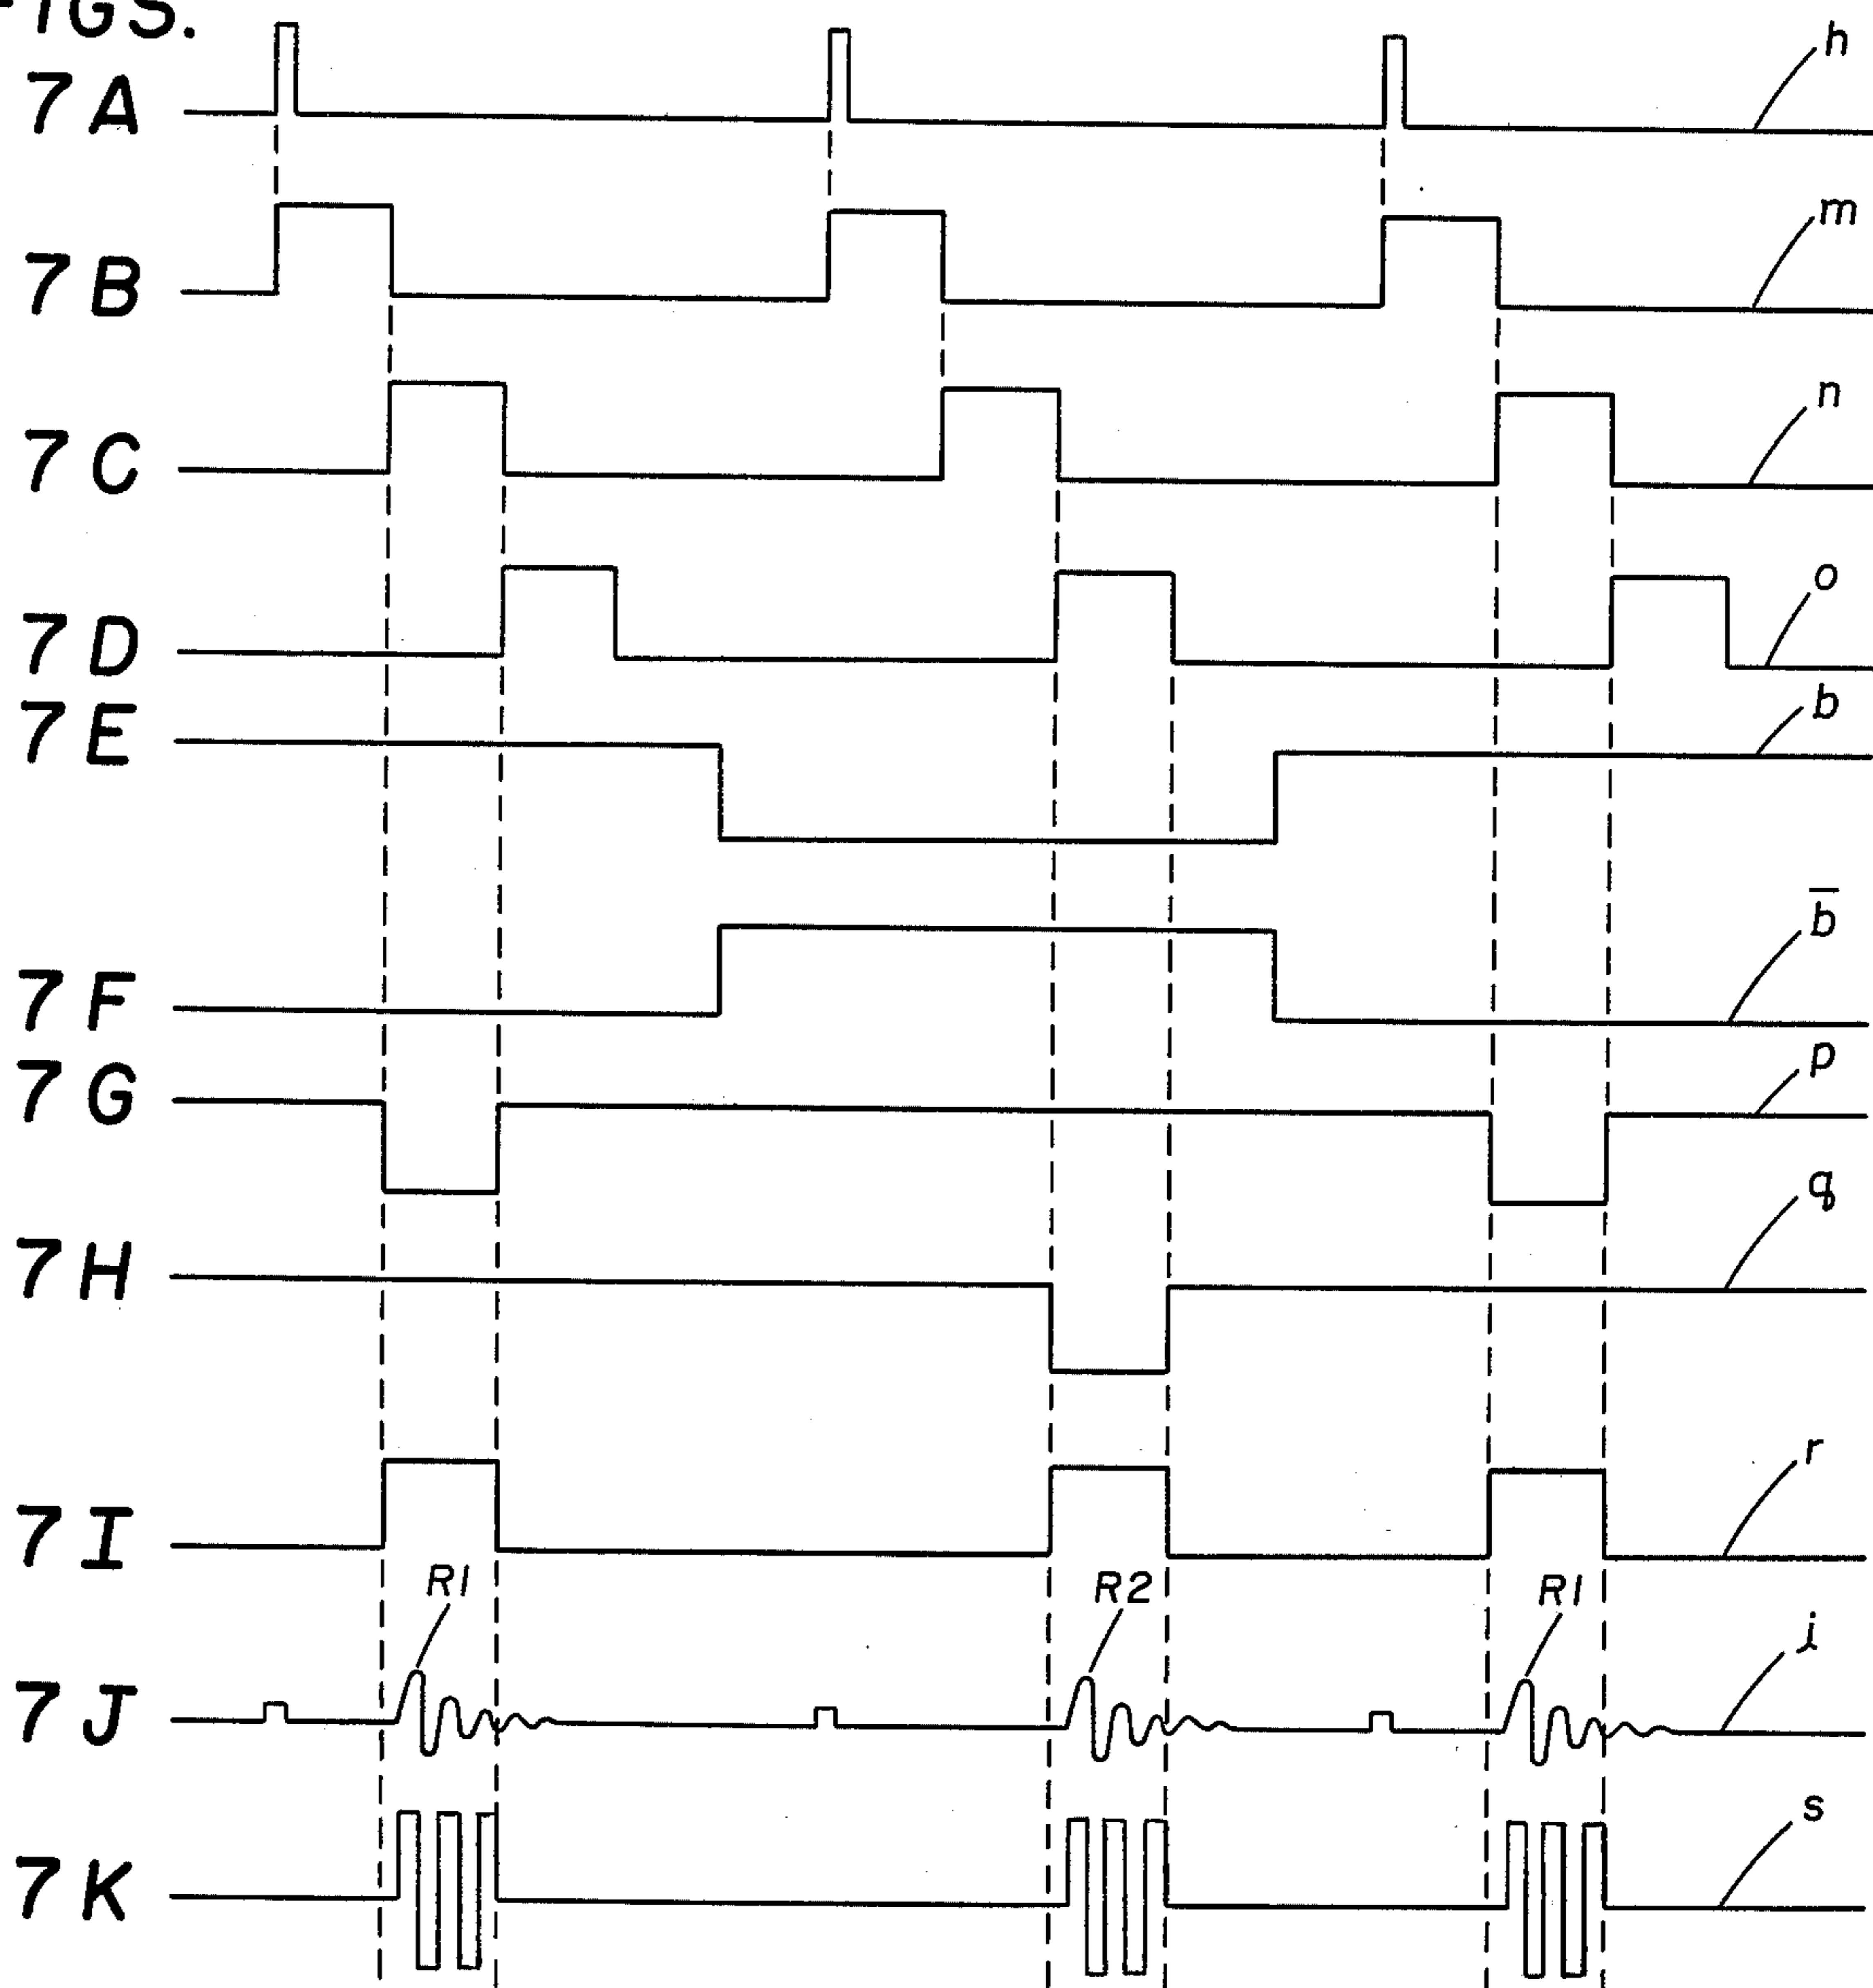 FIGS.
7A h
7B m
7C n
7D o
7E b
7F b̅
7G p
7H q
7I r
R1 R2 R1
7J j
7K s